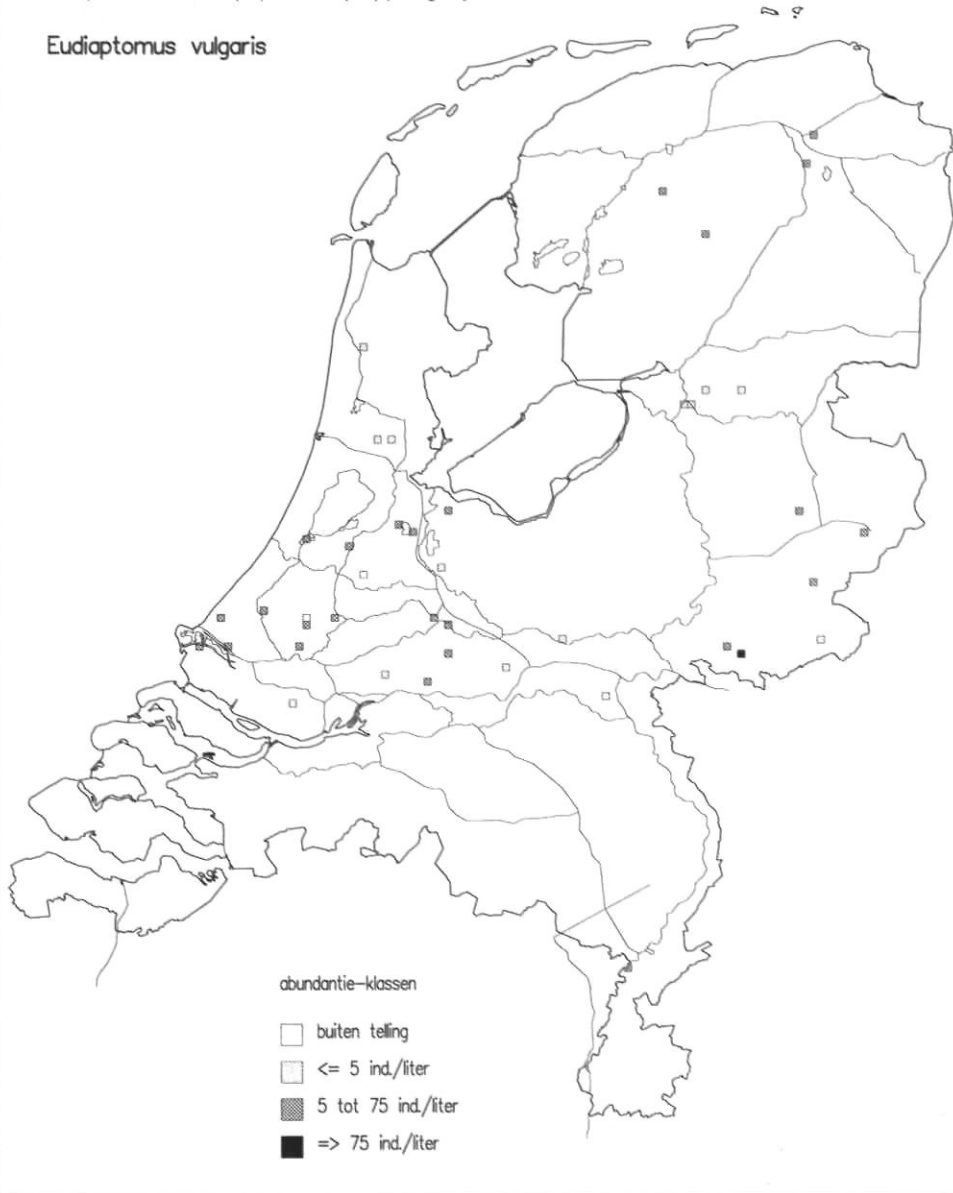 Eudiaptomus vulgaris
abundantie-klassen
buiten telling
<= 5 ind./liter
5 tot 75 ind./liter
=> 75 ind./liter